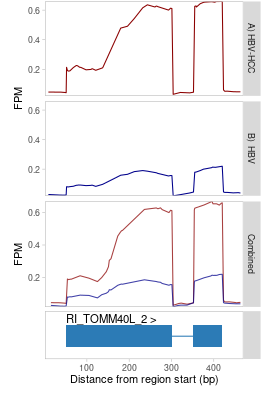 0.6
0.4
0.2
FPM
A) HBV-HCC
0.6
0.4
0.2
FPM
B) HBV
0.6
0.4
0.2
FPM
Combined
RI_TOMM40L_2 >
100 200 300 400
Distance from region start (bp)